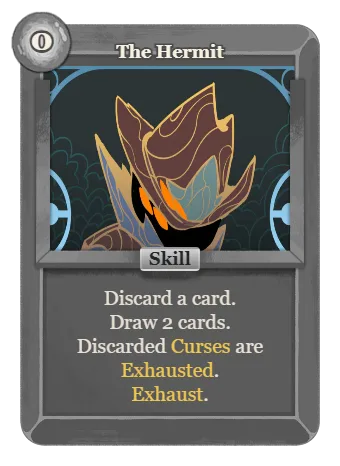 0
The Hermit
Skill
Discard a card.
Draw 2 cards.
Discarded Curses are
Exhausted.
Exhaust.